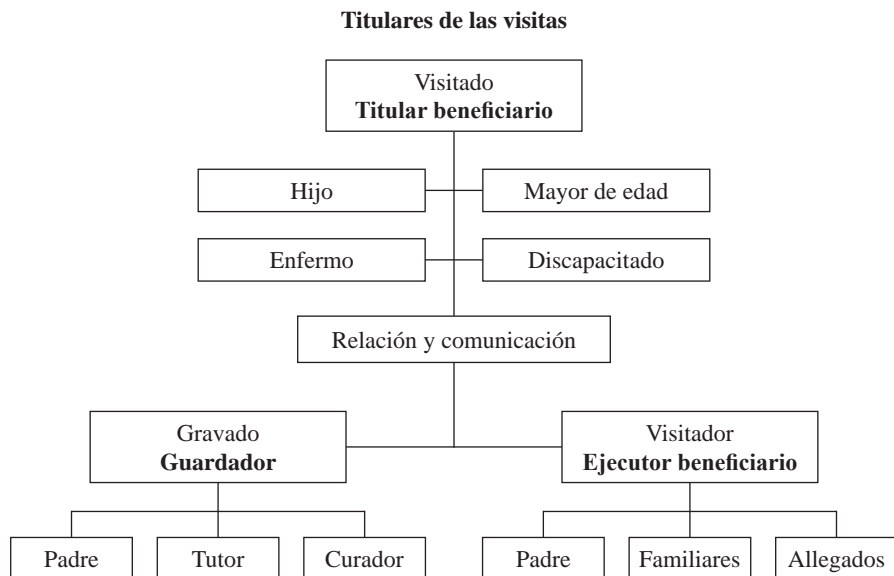 Titulares de las visitas
Visitado
Titular beneficiario
Hijo
Mayor de edad
Enfermo
Discapacitado
Relación y comunicación
Gravado
Guardador
Visitador
Ejecutor beneficiario
Padre
Tutor
Curador
Padre
Familiares
Allegados